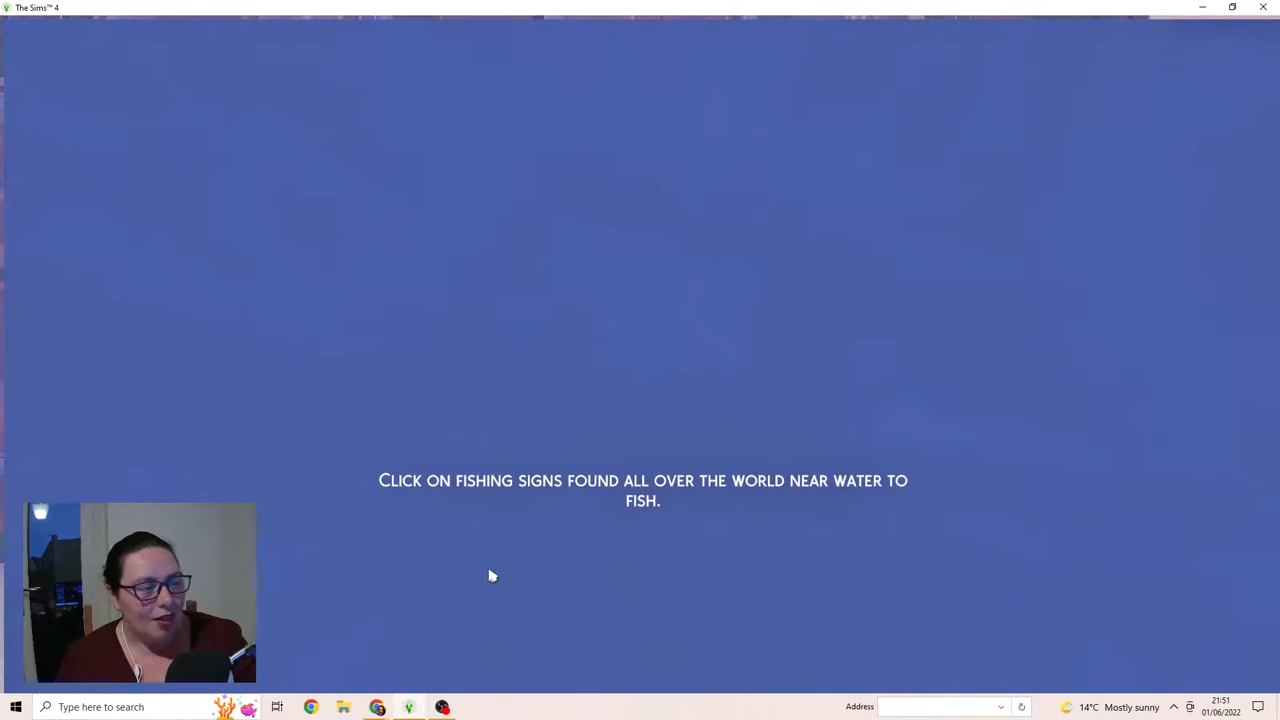 The Sims™ 4
CLICK ON FISHING SIGNS FOUND ALL OVER THE WORLD NEAR WATER TO
FISH.
Type here to search
Address
14°C Mostly sunny
21:51
01/06/2022